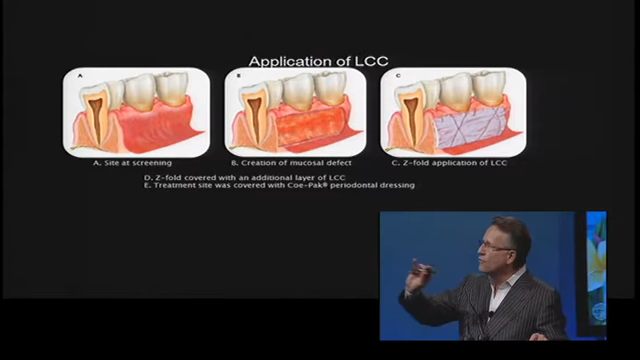 Application of LCC
A
B
C
A. Site at screening
B. Creation of mucosal defect
C. Z-fold application of LCC
D. Z-fold covered with an additional layer of LCC
E. Treatment site was covered with Coe-Pak® periodontal dressing